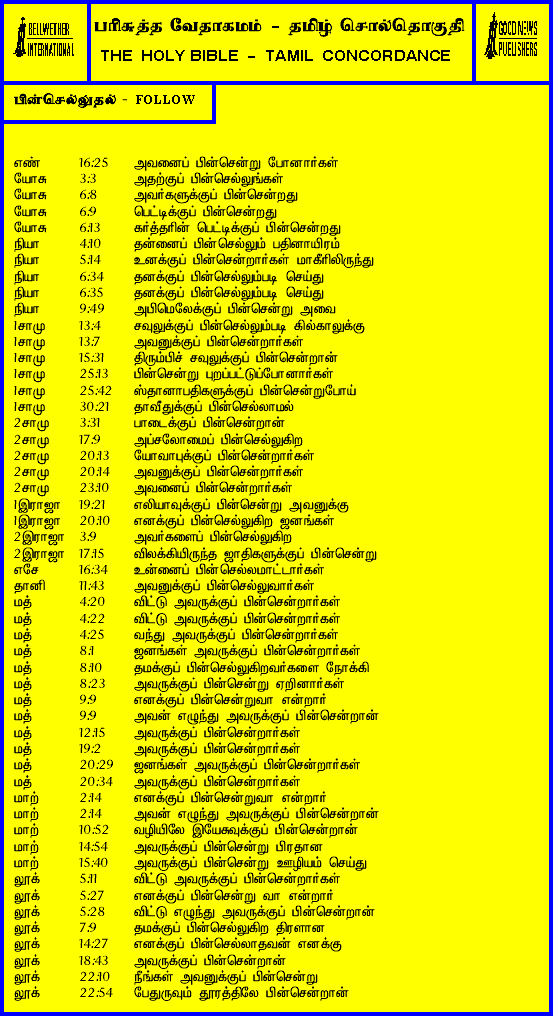 BELLWETHER
INTERNATIONAL
பரிசுத்த வேதாகமம் - தமிழ் சொல்தொகுதி
THE HOLY BIBLE - TAMIL CONCORDANCE
GOOD NEWS
PUBLISHERS
பின்செல்லுதல் - FOLLOW
எண் 16:25 அவனைப் பின்சென்று போனார்கள்
யோசு 3:3 அதற்குப் பின்செல்லுங்கள்
யோசு 6:8 அவர்களுக்குப் பின்சென்றது
யோசு 6:9 பெட்டிக்குப் பின்சென்றது
யோசு 6:13 கர்த்தரின் பெட்டிக்குப் பின்சென்றது
நியா 4:10 தன்னைப் பின்செல்லும் பதினாயிரம்
நியா 5:14 உனக்குப் பின்சென்றார்கள் மாகீரிலிருந்து
நியா 6:34 தனக்குப் பின்செல்லும்படி செய்து
நியா 6:35 தனக்குப் பின்செல்லும்படி செய்து
நியா 9:49 அபிமெலேக்குப் பின்சென்று அவை
1சாமு 13:4 சவுலுக்குப் பின்செல்லும்படி கில்காலுக்கு
1சாமு 13:7 அவனுக்குப் பின்சென்றார்கள்
1சாமு 15:31 திரும்பிச் சவுலுக்குப் பின்சென்றான்
1சாமு 25:13 பின்சென்று புறப்பட்டுப்போனார்கள்
1சாமு 25:42 ஸ்தானாபதிகளுக்குப் பின்சென்றுபோய்
1சாமு 30:21 தாவீதுக்குப் பின்செல்லாமல்
2சாமு 3:31 பாடைக்குப் பின்சென்றான்
2சாமு 17:9 அப்சலோமைப் பின்செல்லுகிற
2சாமு 20:13 யோவாபுக்குப் பின்சென்றார்கள்
2சாமு 20:14 அவனுக்குப் பின்சென்றார்கள்
2சாமு 23:10 அவனைப் பின்சென்றார்கள்
1இராஜா 19:21 எலியாவுக்குப் பின்சென்று அவனுக்கு
1இராஜா 20:10 எனக்குப் பின்செல்லுகிற ஜனங்கள்
2இராஜா 3:9 அவர்களைப் பின்செல்லுகிற
2இராஜா 17:15 விலக்கியிருந்த ஜாதிகளுக்குப் பின்சென்று
எசே 16:34 உன்னைப் பின்செல்லமாட்டார்கள்
தானி 11:43 அவனுக்குப் பின்செல்லுவார்கள்
மத் 4:20 விட்டு அவருக்குப் பின்சென்றார்கள்
மத் 4:22 விட்டு அவருக்குப் பின்சென்றார்கள்
மத் 4:25 வந்து அவருக்குப் பின்சென்றார்கள்
மத் 8:1 ஜனங்கள் அவருக்குப் பின்சென்றார்கள்
மத் 8:10 தமக்குப் பின்செல்லுகிறவர்களை நோக்கி
மத் 8:23 அவருக்குப் பின்சென்று ஏறினார்கள்
மத் 9:9 எனக்குப் பின்சென்றுவா என்றார்
மத் 9:9 அவன் எழுந்து அவருக்குப் பின்சென்றான்
மத் 12:15 அவருக்குப் பின்சென்றார்கள்
மத் 19:2 அவருக்குப் பின்சென்றார்கள்
மத் 20:29 ஜனங்கள் அவருக்குப் பின்சென்றார்கள்
மத் 20:34 அவருக்குப் பின்சென்றார்கள்
மாற் 2:14 எனக்குப் பின்சென்றுவா என்றார்
மாற் 2:14 அவன் எழுந்து அவருக்குப் பின்சென்றான்
மாற் 10:52 வழியிலே இயேசுவுக்குப் பின்சென்றான்
மாற் 14:54 அவருக்குப் பின்சென்று பிரதான
மாற் 15:40 அவருக்குப் பின்சென்று ஊழியம் செய்து
லூக் 5:11 விட்டு அவருக்குப் பின்சென்றார்கள்
லூக் 5:27 எனக்குப் பின்சென்று வா என்றார்
லூக் 5:28 விட்டு எழுந்து அவருக்குப் பின்சென்றான்
லூக் 7:9 தமக்குப் பின்செல்லுகிற திரளான
லூக் 14:27 எனக்குப் பின்செல்லாதவன் எனக்கு
லூக் 18:43 அவருக்குப் பின்சென்றான்
லூக் 22:10 நீங்கள் அவனுக்குப் பின்சென்று
லூக் 22:54 பேதுருவும் தூரத்திலே பின்சென்றான்